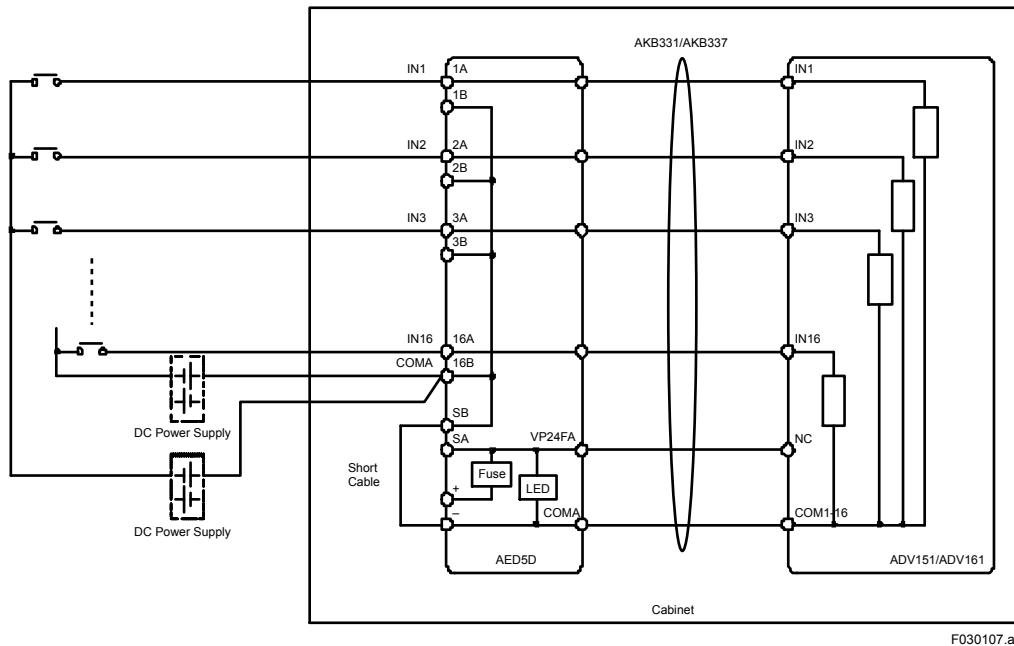 AKB331/AKB337
IN1 1A IN1
1B
IN2 2A IN2
2B
IN3 3A IN3
3B
IN16 16A IN16
COMA 16B
DC Power Supply
SB
SA VP24FA NC
Short
Cable
Fuse
LED
+
–
COMA COM1-16
DC Power Supply
AED5D ADV151/ADV161
Cabinet
F030107.a